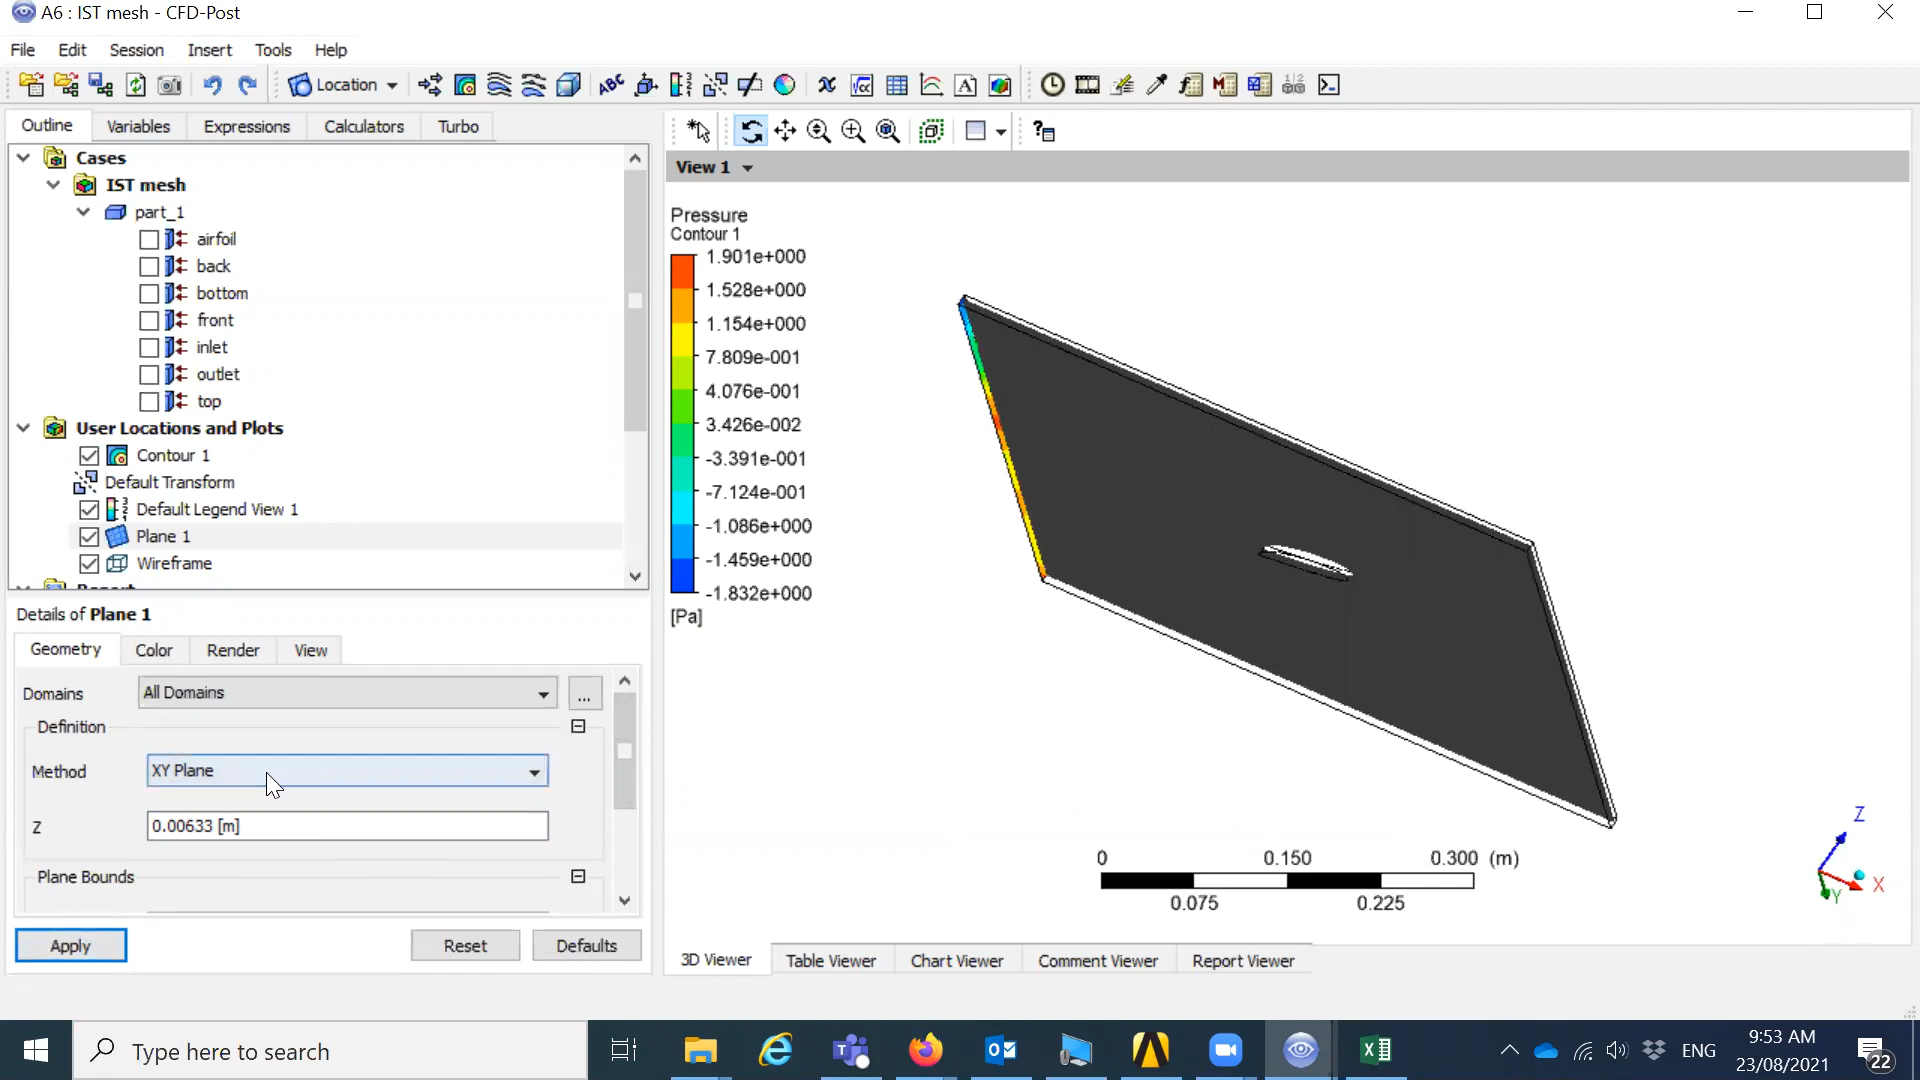 A6 : IST mesh - CFD-Post
File Edit Session Insert Tools Help
Location
Outline Variables Expressions Calculators Turbo
Cases
IST mesh
part_1
airfoil
back
bottom
front
inlet
outlet
top
User Locations and Plots
Contour 1
Default Transform
Default Legend View 1
Plane 1
Wireframe
Details of Plane 1
Geometry Color Render View
Domains All Domains ...
Definition
Method XY Plane
Z 0.00633 [m]
Plane Bounds
Apply Reset Defaults
View 1
Pressure
Contour 1
1.901e+000
1.528e+000
1.154e+000
7.809e-001
4.076e-001
3.426e-002
-3.391e-001
-7.124e-001
-1.086e+000
-1.459e+000
-1.832e+000
[Pa]
0 0.150 0.300 (m)
0.075 0.225
Z
X
Y
3D Viewer Table Viewer Chart Viewer Comment Viewer Report Viewer
Type here to search
ENG
9:53 AM
23/08/2021
22